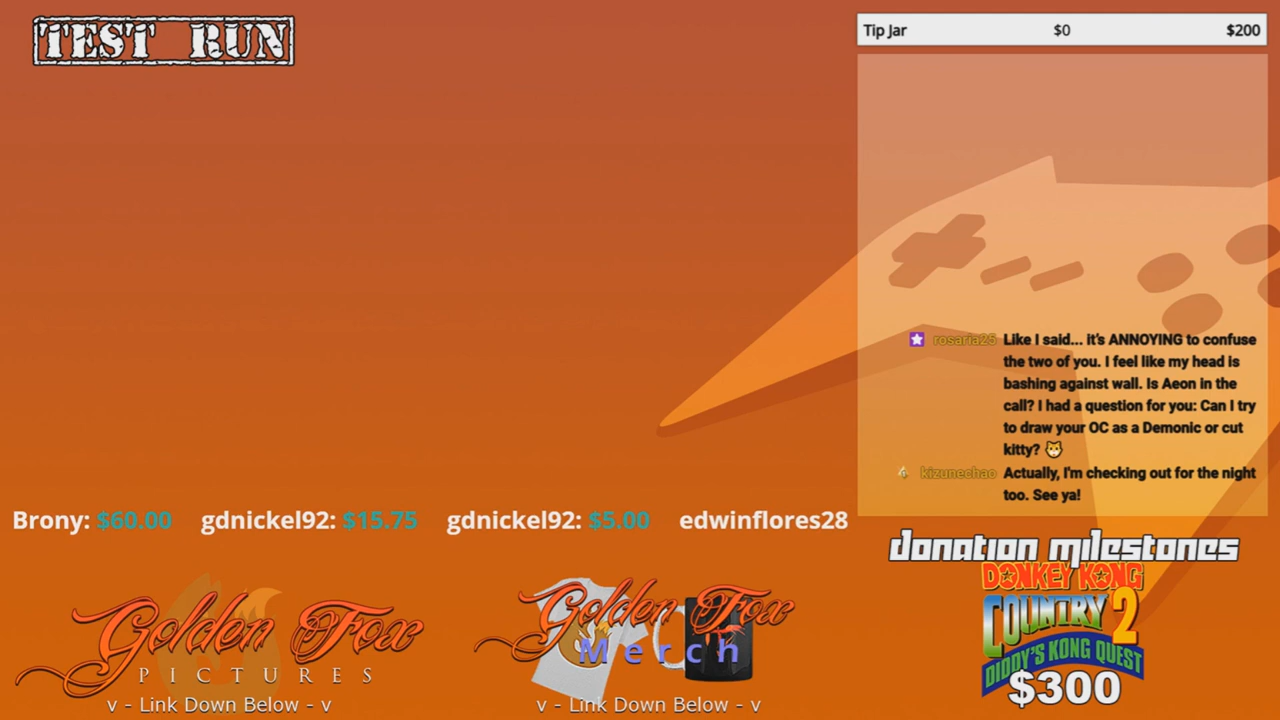 TEST RUN
Tip Jar $0 $200
rosaria25 Like I said... it's ANNOYING to confuse
the two of you. I feel like my head is
bashing against wall. Is Aeon in the
call? I had a question for you: Can I try
to draw your OC as a Demonic or cut
kitty? 🐱
kizunechao Actually, I'm checking out for the night
too. See ya!
Brony: $60.00 gdnickel92: $15.75 gdnickel92: $5.00 edwinflores28
Donation Milestones
DONKEY KONG
COUNTRY 2
DIDDY'S KONG QUEST
$300
Golden Fox
PICTURES
v - Link Down Below - v
Golden Fox
Merch
v - Link Down Below - v